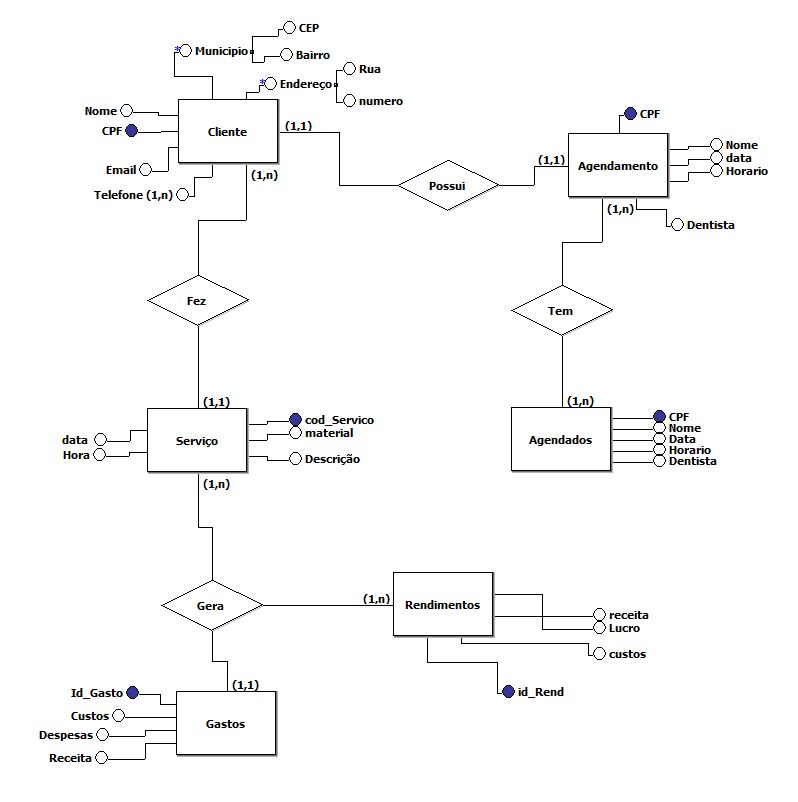 CEP
* Municipio
Bairro
* Endereço
Rua
numero
Nome
CPF
Email
Telefone (1,n)
Cliente
(1,1)
(1,n)
Possui
(1,1)
CPF
Agendamento
Nome
data
Horario
(1,n)
Dentista
Fez
Tem
(1,1)
(1,n)
data
Hora
Serviço
cod_Servico
material
Descrição
(1,n)
Agendados
CPF
Nome
Data
Horario
Dentista
Gera
(1,n)
Rendimentos
receita
Lucro
custos
id_Rend
(1,1)
Id_Gasto
Custos
Despesas
Receita
Gastos